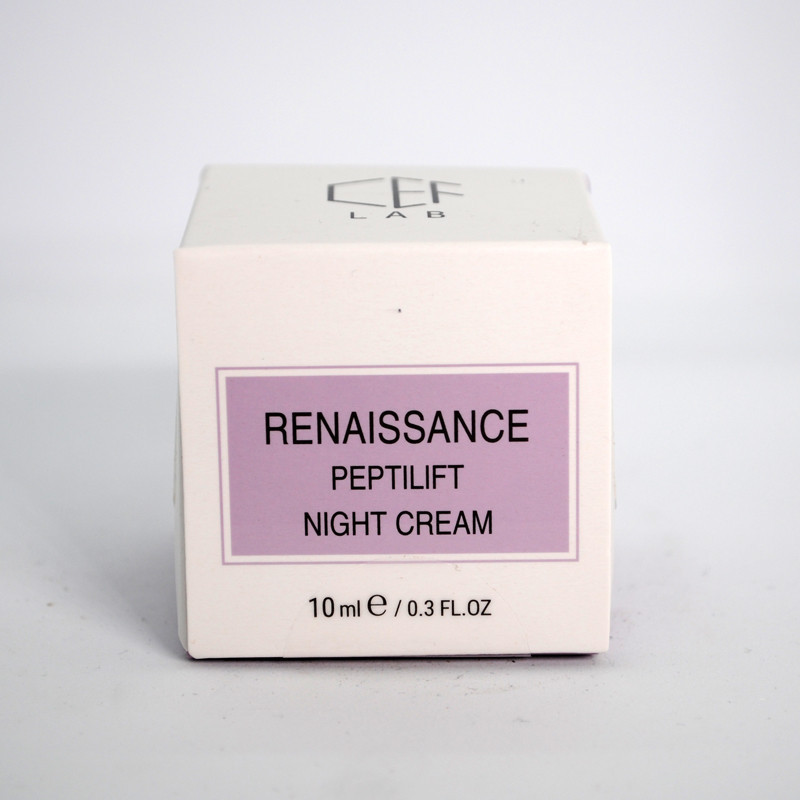 CEF
LAB
RENAISSANCE
PEPTILIFT
NIGHT CREAM
10 ml ℮ / 0.3 FL.OZ